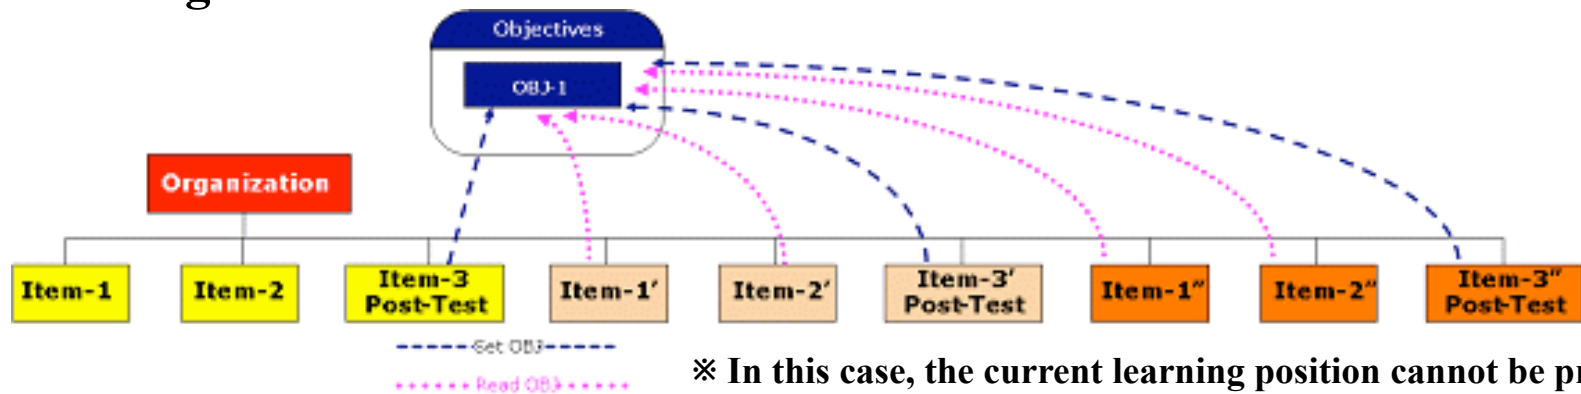 Objectives
OBJ-1
Organization
Item-1
Item-2
Item-3
Post-Test
Item-1′
Item-2′
Item-3′
Post-Test
Item-1″
Item-2″
Item-3″
Post-Test
Set OBJ
Read OBJ
※ In this case, the current learning position cannot be